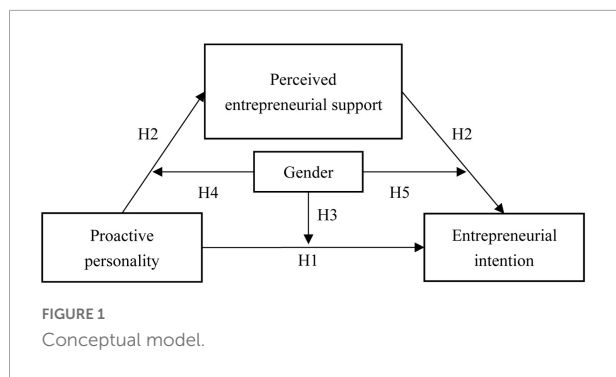 Perceived
entrepreneurial support
H2
H2
Gender
H4
H5
H3
Proactive
personality
H1
Entrepreneurial
intention
FIGURE 1
Conceptual model.